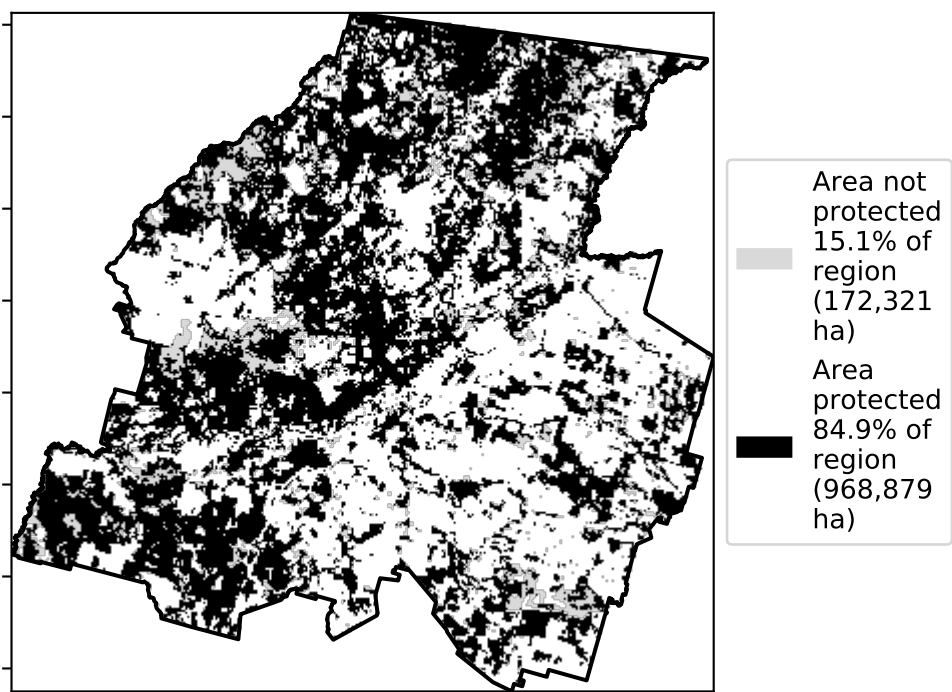 Area not
protected
15.1% of
region
(172,321
ha)
Area
protected
84.9% of
region
(968,879
ha)